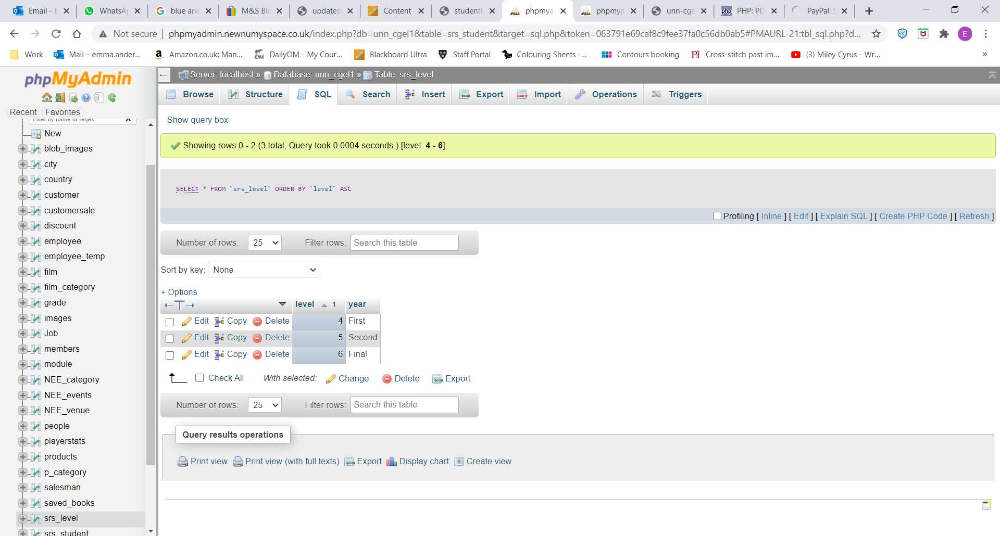 Email - E
WhatsAp
blue and
M&S Blu
updatest
Content
studentli
phpmya
phpmya
unn-cge
PHP: PD
PayPal: S
Not secure | phpmyadmin.newnumyspace.co.uk/index.php?db=unn_cgel1&table=srs_student&target=sql.php&token=063791e69caf8c9fee37fa0c56db0ab5#PMAURL-21:tbl_sql.php?d...
E
Work
Mail – emma.ander...
Amazon.co.uk: Man...
DailyOM - My Cour...
Blackboard Ultra
Staff Portal
Colouring Sheets -...
Contours booking
Cross-stitch past im...
(3) Miley Cyrus - Wr...
»
phpMyAdmin
Recent Favorites
Filter by name or regex X
New
blob_images
city
country
customer
customersale
discount
employee
employee_temp
film
film_category
grade
images
Job
members
module
NEE_category
NEE_events
NEE_venue
people
playerstats
products
p_category
salesman
saved_books
srs_level
srs_student
Server: localhost » Database: unn_cgel1 » Table: srs_level
Browse Structure SQL Search Insert Export Import Operations Triggers
Show query box
Showing rows 0 - 2 (3 total, Query took 0.0004 seconds.) [level: 4 - 6]
SELECT * FROM `srs_level` ORDER BY `level` ASC
Profiling [ Inline ] [ Edit ] [ Explain SQL ] [ Create PHP Code ] [ Refresh ]
Number of rows: 25 Filter rows: Search this table
Sort by key: None
+ Options
level 1 year
Edit Copy Delete 4 First
Edit Copy Delete 5 Second
Edit Copy Delete 6 Final
Check All With selected: Change Delete Export
Number of rows: 25 Filter rows: Search this table
Query results operations
Print view Print view (with full texts) Export Display chart Create view